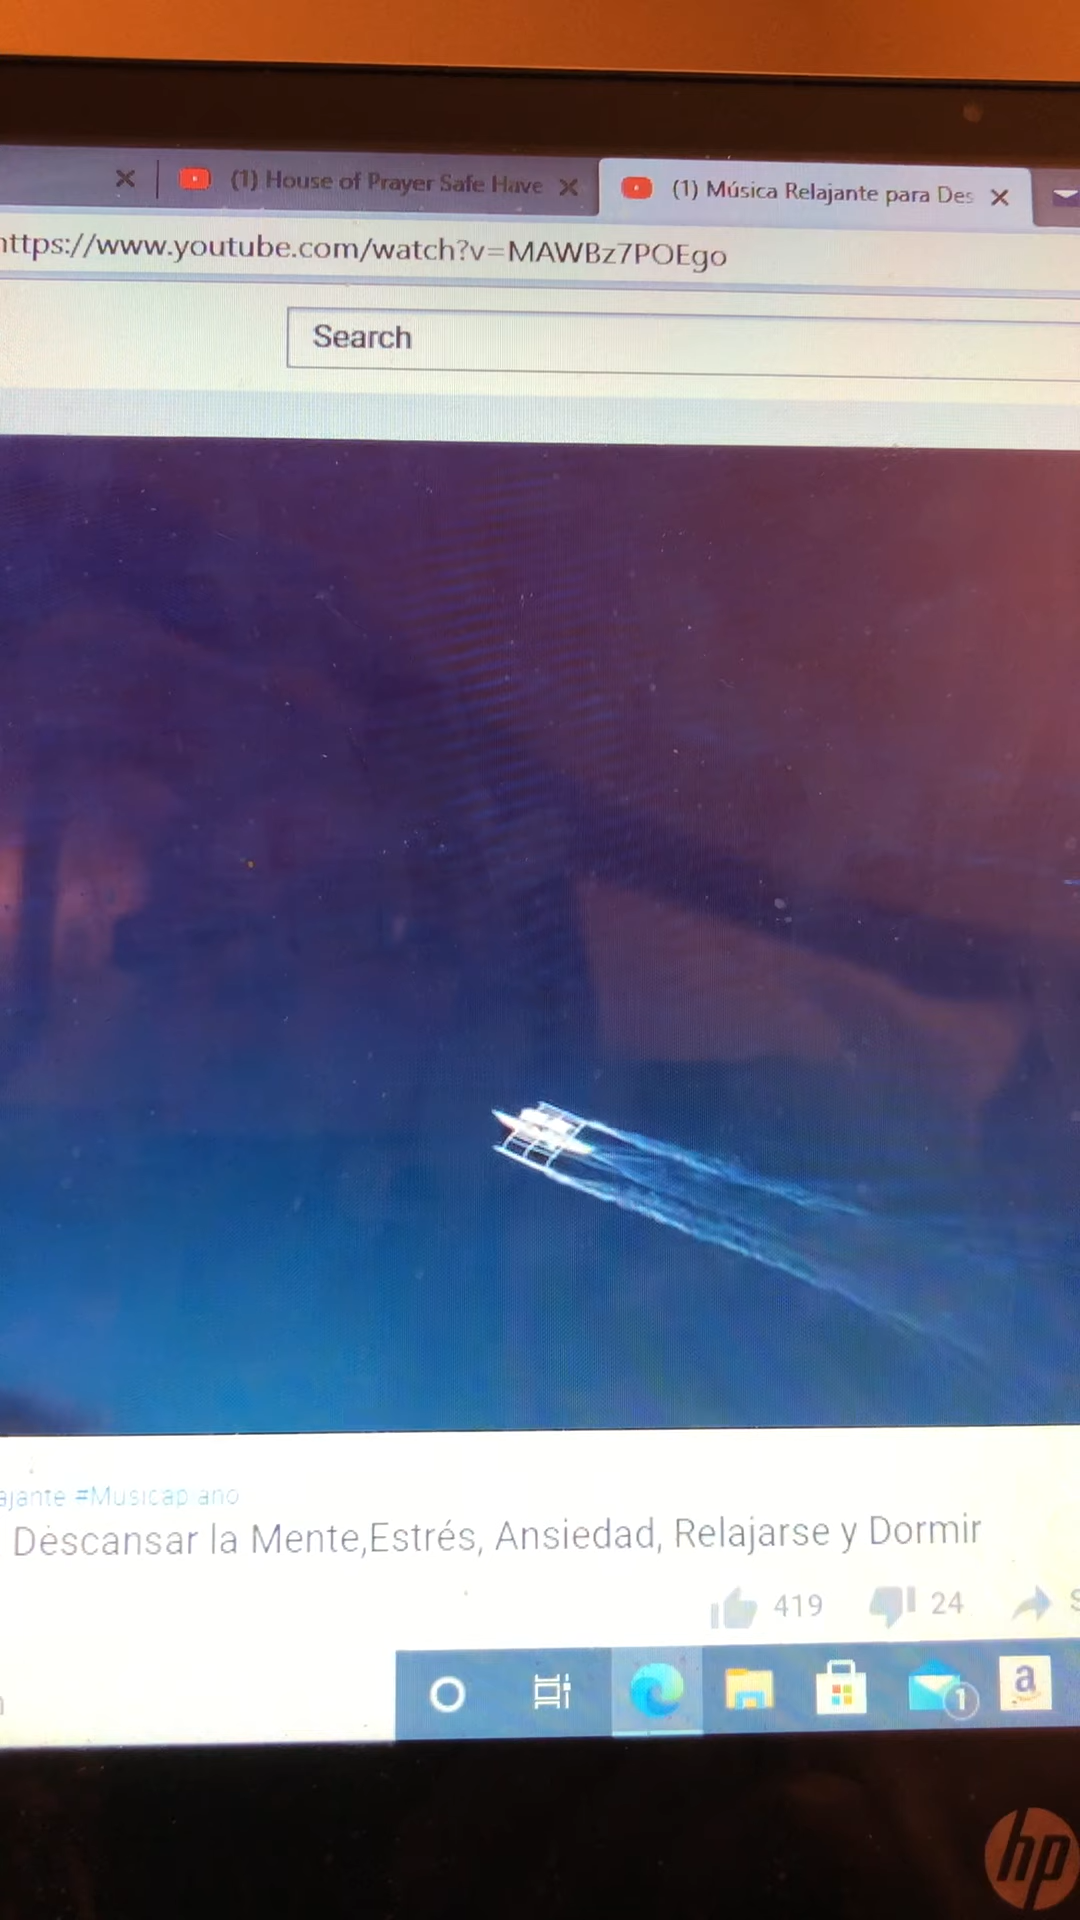 (1) House of Prayer Safe Have
(1) Música Relajante para Des
https://www.youtube.com/watch?v=MAWBz7POEgo
Search
ajante #Musicapiano
Descansar la Mente,Estrés, Ansiedad, Relajarse y Dormir
419 24 S
1 a
hp